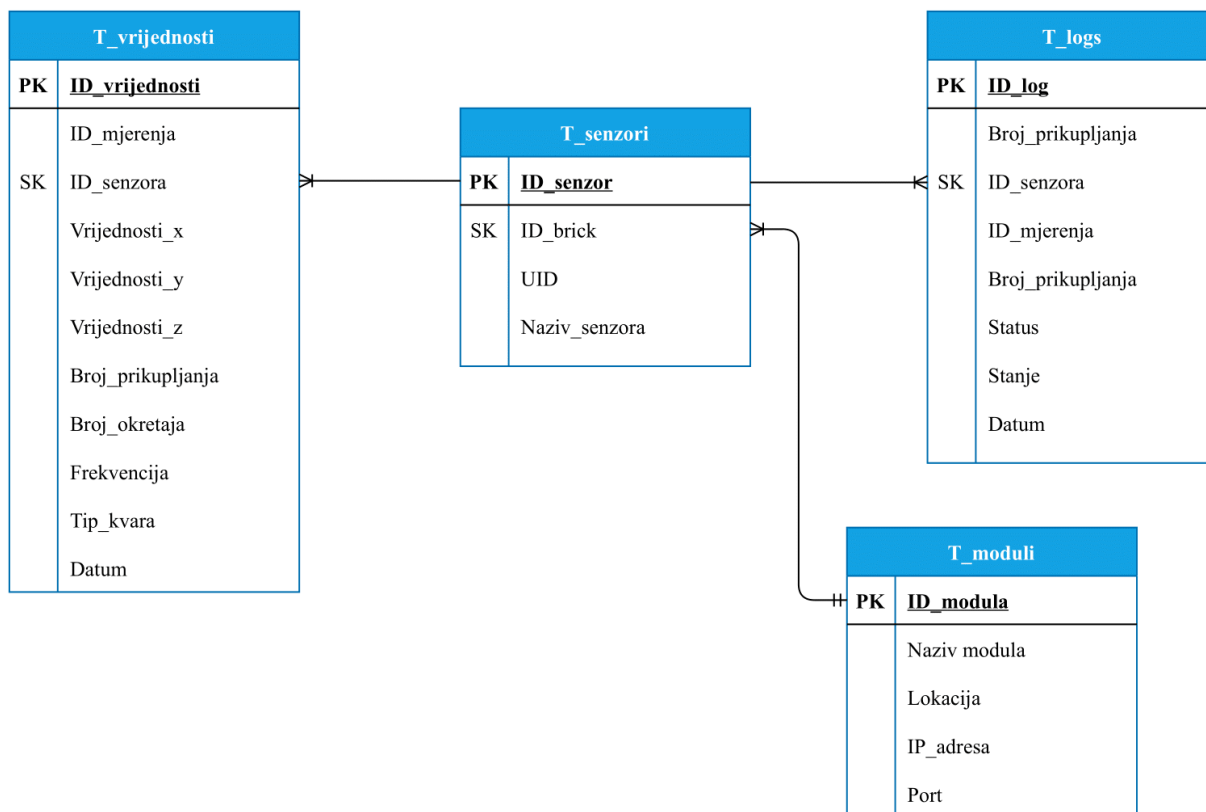 T_vrijednosti
PK ID_vrijednosti
ID_mjerenja
SK ID_senzora
Vrijednosti_x
Vrijednosti_y
Vrijednosti_z
Broj_prikupljanja
Broj_okretaja
Frekvencija
Tip_kvara
Datum
T_senzori
PK ID_senzor
SK ID_brick
UID
Naziv_senzora
T_logs
PK ID_log
Broj_prikupljanja
SK ID_senzora
ID_mjerenja
Broj_prikupljanja
Status
Stanje
Datum
T_moduli
PK ID_modula
Naziv modula
Lokacija
IP_adresa
Port